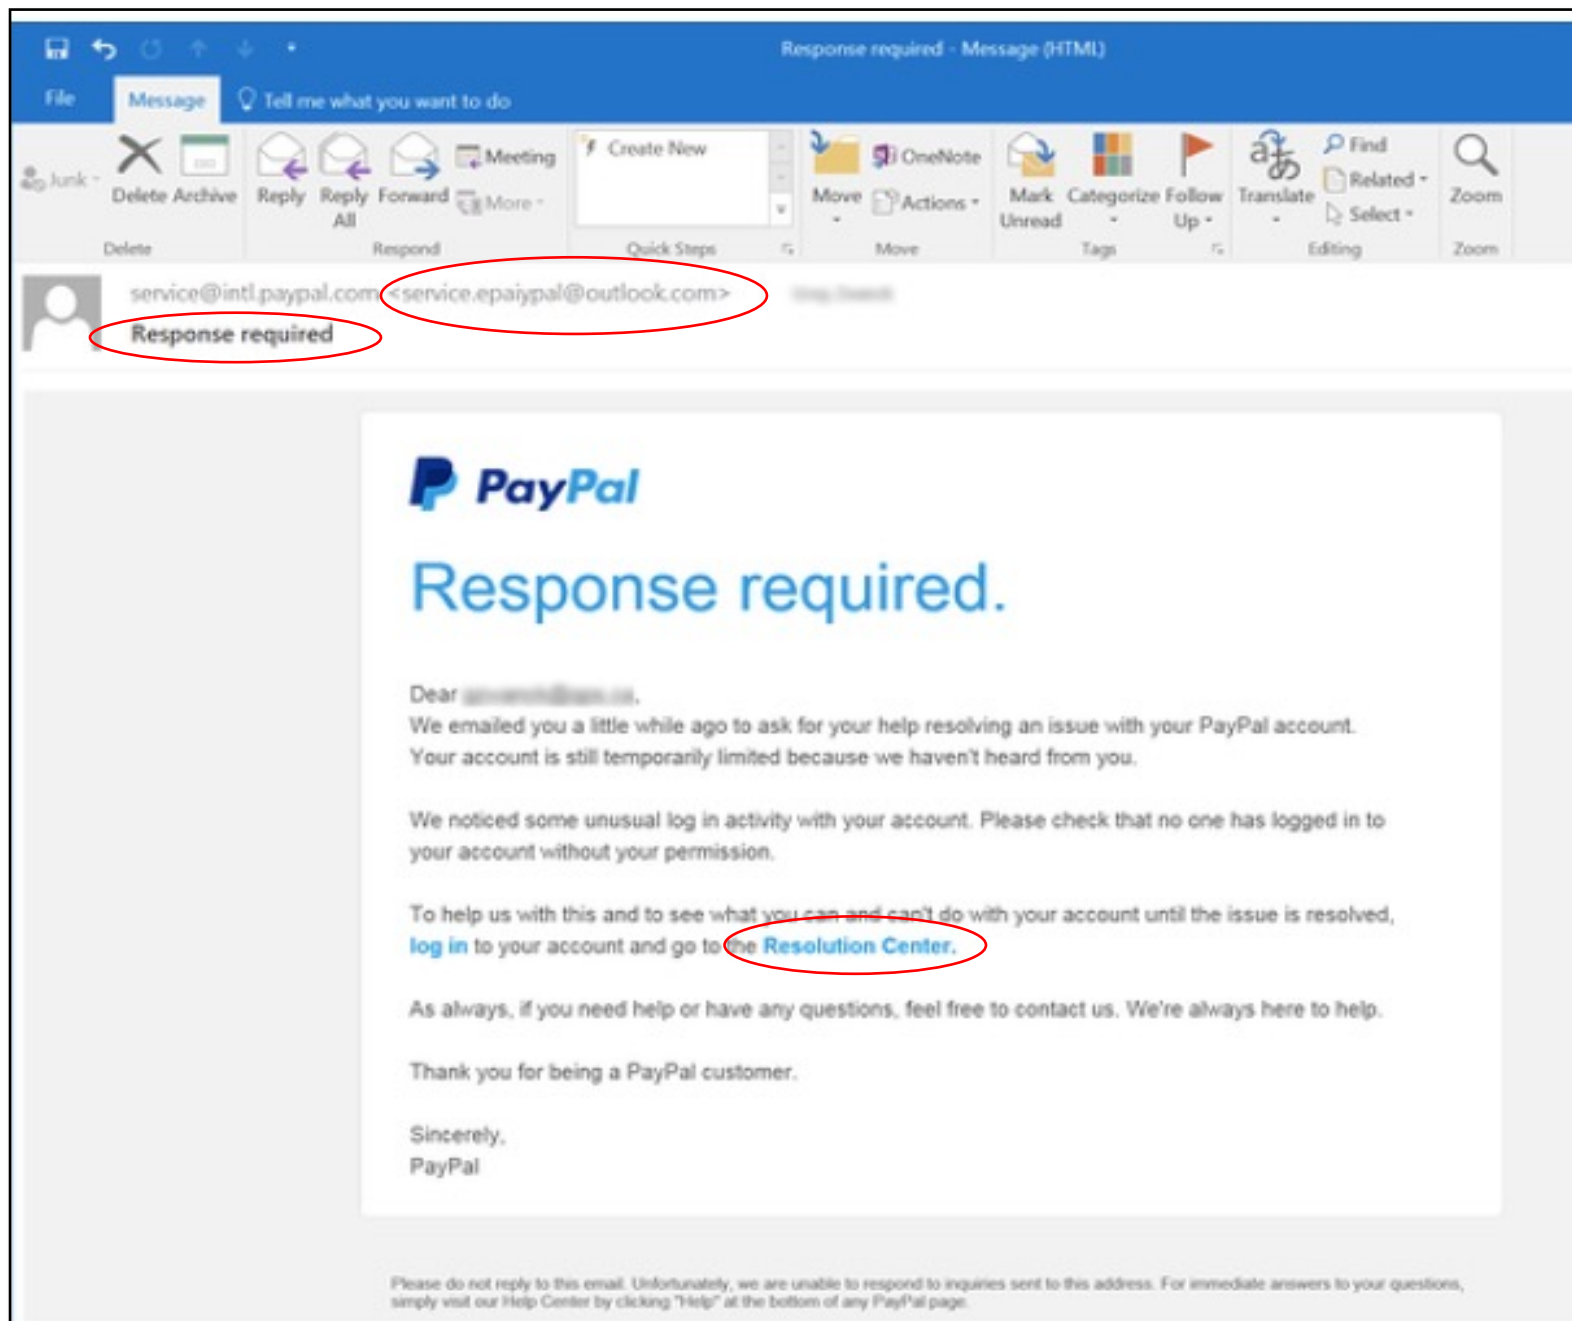 Response required - Message (HTML)
File Message Tell me what you want to do
Junk
Delete Archive
Reply Reply All Forward
Meeting
More
Create New
Move
OneNote
Actions
Mark Unread Categorize Follow Up
Translate
Find
Related
Select
Zoom
Delete Respond Quick Steps Move Tags Editing Zoom
service@intl.paypal.com <service.epaiypal@outlook.com>
Response required
PayPal
Response required.
Dear
We emailed you a little while ago to ask for your help resolving an issue with your PayPal account.
Your account is still temporarily limited because we haven't heard from you.
We noticed some unusual log in activity with your account. Please check that no one has logged in to
your account without your permission.
To help us with this and to see what you can and can't do with your account until the issue is resolved,
log in to your account and go to the Resolution Center.
As always, if you need help or have any questions, feel free to contact us. We're always here to help.
Thank you for being a PayPal customer.
Sincerely,
PayPal
Please do not reply to this email. Unfortunately, we are unable to respond to inquiries sent to this address. For immediate answers to your questions,
simply visit our Help Center by clicking "Help" at the bottom of any PayPal page.